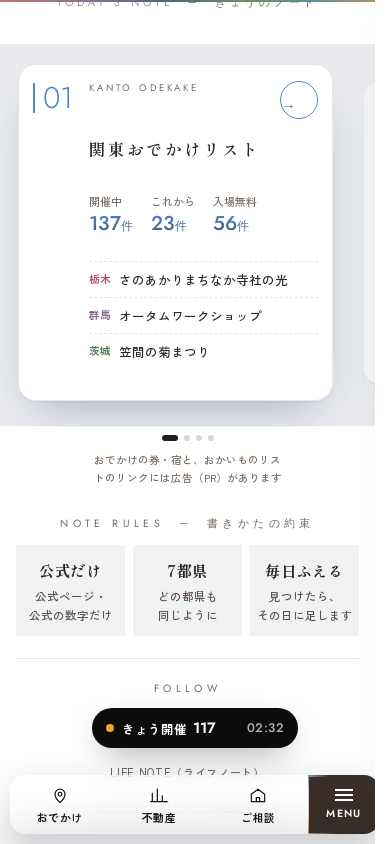 TODAY'S NOTE — きょうのノート
01
KANTO ODEKAKE
→
関東おでかけリスト
開催中 これから 入場無料
137件 23件 56件
栃木 さのあかりまちなか寺社の光
群馬 オータムワークショップ
茨城 笠間の菊まつり
おでかけの券・宿と、おかいものリス
トのリンクには広告（PR）があります
NOTE RULES — 書きかたの約束
公式だけ
公式ページ・
公式の数字だけ
7都県
どの都県も
同じように
毎日ふえる
見つけたら、
その日に足します
FOLLOW
きょう開催 117 02:32
LIFE NOTE（ライフノート）
おでかけ 不動産 ご相談 MENU